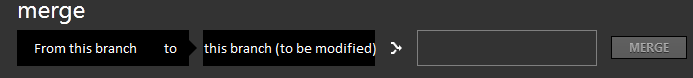 merge
From this branch to this branch (to be modified) MERGE